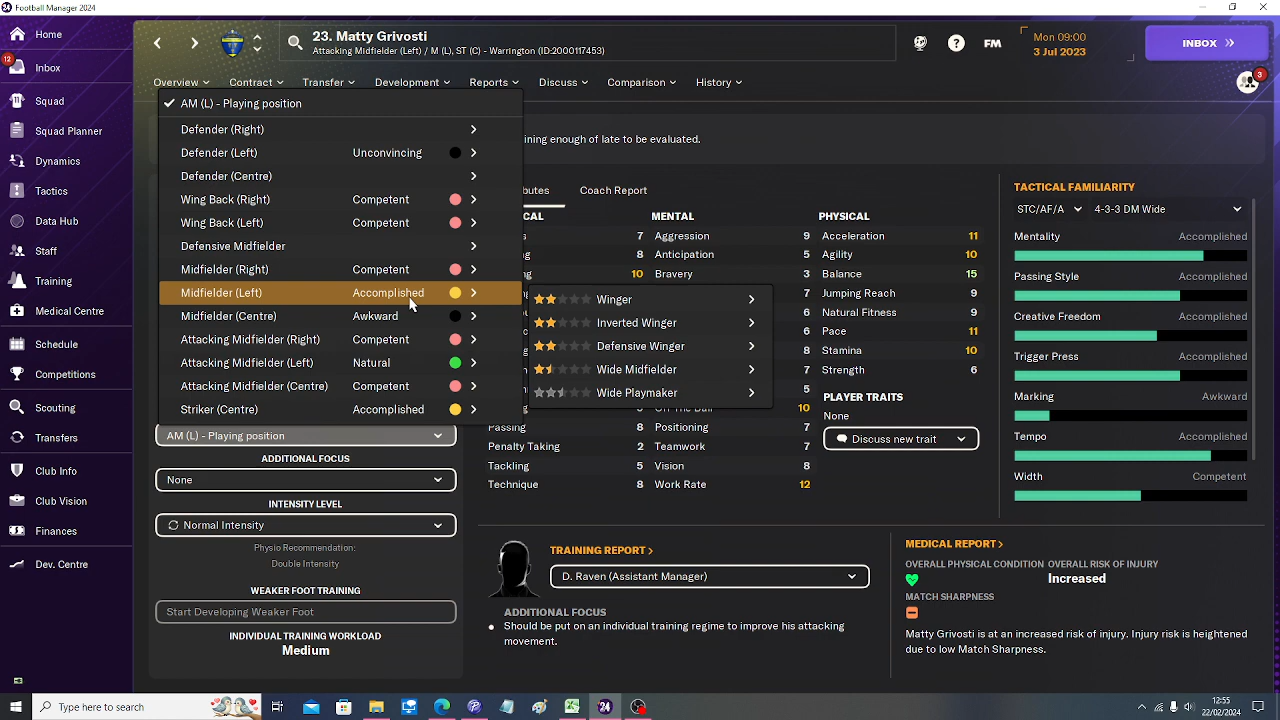 24 Football Manager 2024
Home
12
Inbox
Squad
Squad Planner
Dynamics
Tactics
Data Hub
Staff
Training
Medical Centre
Schedule
Competitions
Scouting
Transfers
Club Info
Club Vision
Finances
Dev. Centre
23. Matty Grivosti
Attacking Midfielder (Left) / M (L), ST (C) - Warrington (ID:2000117453)
? FM
Mon 09:00
3 Jul 2023
INBOX
3
Overview Contract Transfer Development Reports Discuss Comparison History
AM (L) - Playing position
Defender (Right)
Defender (Left) Unconvincing
Defender (Centre)
Wing Back (Right) Competent
Wing Back (Left) Competent
Defensive Midfielder
Midfielder (Right) Competent
Midfielder (Left) Accomplished
Midfielder (Centre) Awkward
Attacking Midfielder (Right) Competent
Attacking Midfielder (Left) Natural
Attacking Midfielder (Centre) Competent
Striker (Centre) Accomplished
Winger
Inverted Winger
Defensive Winger
Wide Midfielder
Wide Playmaker
AM (L) - Playing position
ADDITIONAL FOCUS
None
INTENSITY LEVEL
Normal Intensity
Physio Recommendation:
Double Intensity
WEAKER FOOT TRAINING
Start Developing Weaker Foot
INDIVIDUAL TRAINING WORKLOAD
Medium
ning enough of late to be evaluated.
butes Coach Report
CAL MENTAL PHYSICAL
7 Aggression 9 Acceleration 11
8 Anticipation 5 Agility 10
10 Bravery 3 Balance 15
7 Jumping Reach 9
6 Natural Fitness 9
6 Pace 11
8 Stamina 10
7 Strength 6
5
10
Passing 8 Positioning 7
Penalty Taking 2 Teamwork 7
Tackling 5 Vision 8
Technique 8 Work Rate 12
PLAYER TRAITS
None
Discuss new trait
TACTICAL FAMILIARITY
STC/AF/A 4-3-3 DM Wide
Mentality Accomplished
Passing Style Accomplished
Creative Freedom Accomplished
Trigger Press Accomplished
Marking Awkward
Tempo Accomplished
Width Competent
TRAINING REPORT >
D. Raven (Assistant Manager)
ADDITIONAL FOCUS
Should be put on an individual training regime to improve his attacking
movement.
MEDICAL REPORT >
OVERALL PHYSICAL CONDITION OVERALL RISK OF INJURY
Increased
MATCH SHARPNESS
Matty Grivosti is at an increased risk of injury. Injury risk is heightened
due to low Match Sharpness.
Type here to search
24
12:55
22/02/2024